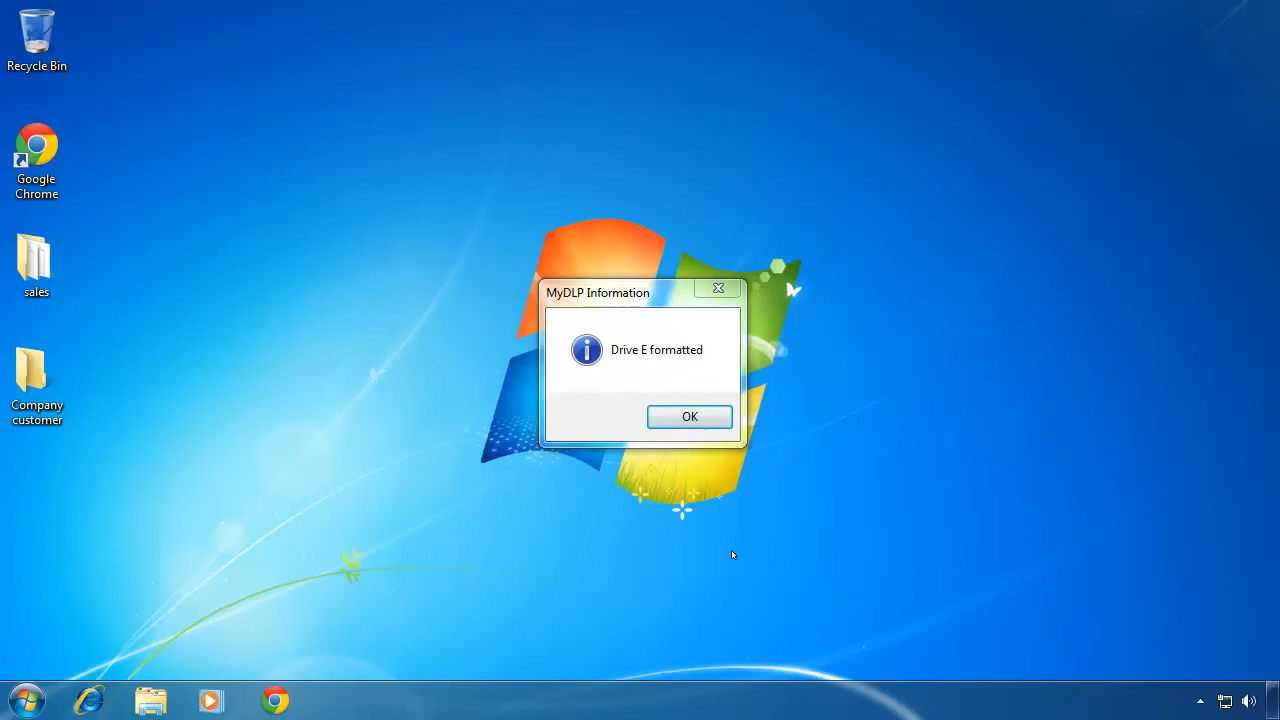 Recycle Bin
Google
Chrome
sales
Company
customer
MyDLP Information
Drive E formatted
OK